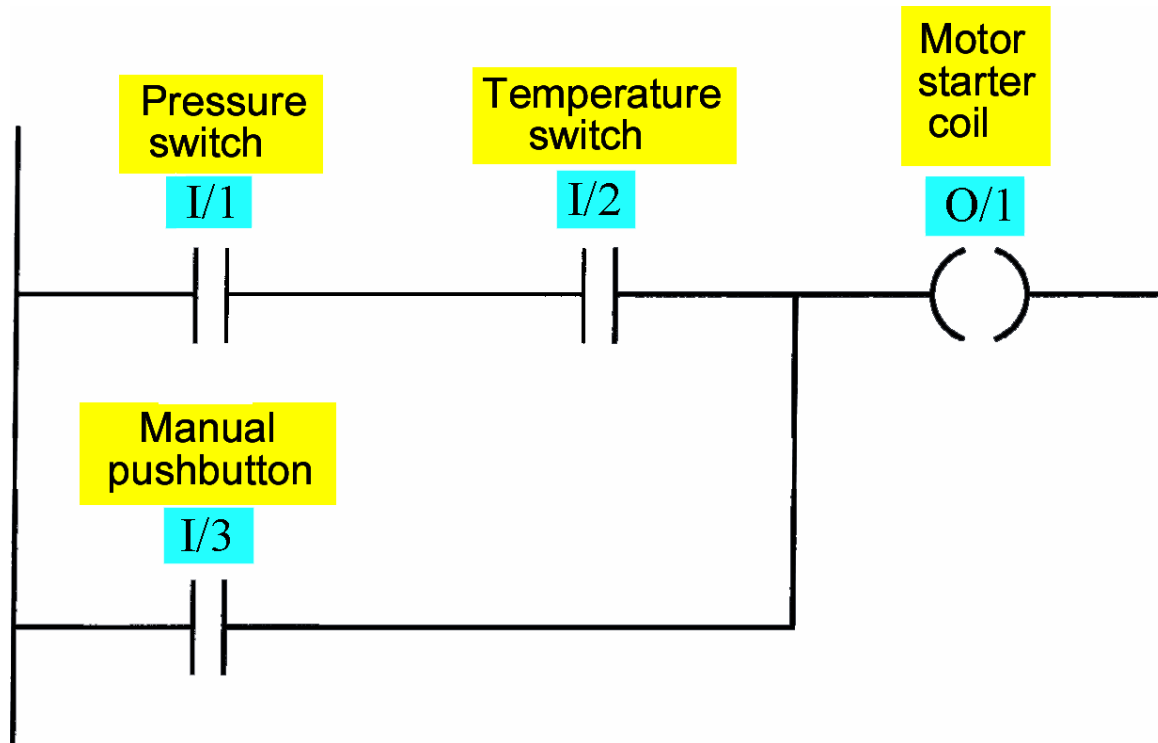 Pressure
switch
I/1
Temperature
switch
I/2
Motor
starter
coil
O/1
Manual
pushbutton
I/3